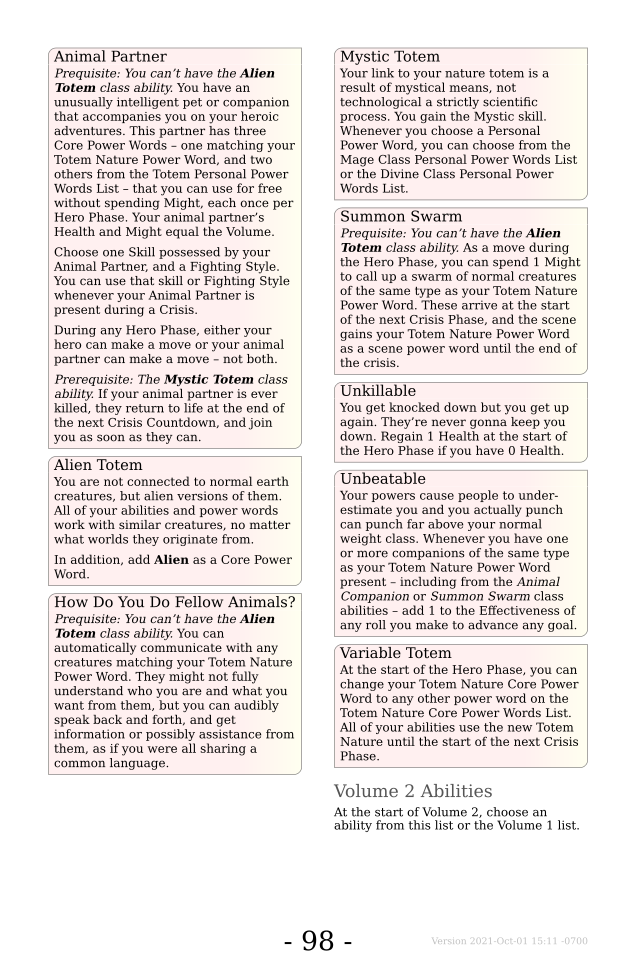 Animal Partner
Prequisite: You can't have the Alien
Totem class ability. You have an
unusually intelligent pet or companion
that accompanies you on your heroic
adventures. This partner has three
Core Power Words – one matching your
Totem Nature Power Word, and two
others from the Totem Personal Power
Words List – that you can use for free
without spending Might, each once per
Hero Phase. Your animal partner's
Health and Might equal the Volume.
Choose one Skill possessed by your
Animal Partner, and a Fighting Style.
You can use that skill or Fighting Style
whenever your Animal Partner is
present during a Crisis.
During any Hero Phase, either your
hero can make a move or your animal
partner can make a move – not both.
Prerequisite: The Mystic Totem class
ability. If your animal partner is ever
killed, they return to life at the end of
the next Crisis Countdown, and join
you as soon as they can.
Alien Totem
You are not connected to normal earth
creatures, but alien versions of them.
All of your abilities and power words
work with similar creatures, no matter
what worlds they originate from.
In addition, add Alien as a Core Power
Word.
How Do You Do Fellow Animals?
Prequisite: You can't have the Alien
Totem class ability. You can
automatically communicate with any
creatures matching your Totem Nature
Power Word. They might not fully
understand who you are and what you
want from them, but you can audibly
speak back and forth, and get
information or possibly assistance from
them, as if you were all sharing a
common language.
Mystic Totem
Your link to your nature totem is a
result of mystical means, not
technological a strictly scientific
process. You gain the Mystic skill.
Whenever you choose a Personal
Power Word, you can choose from the
Mage Class Personal Power Words List
or the Divine Class Personal Power
Words List.
Summon Swarm
Prequisite: You can't have the Alien
Totem class ability. As a move during
the Hero Phase, you can spend 1 Might
to call up a swarm of normal creatures
of the same type as your Totem Nature
Power Word. These arrive at the start
of the next Crisis Phase, and the scene
gains your Totem Nature Power Word
as a scene power word until the end of
the crisis.
Unkillable
You get knocked down but you get up
again. They're never gonna keep you
down. Regain 1 Health at the start of
the Hero Phase if you have 0 Health.
Unbeatable
Your powers cause people to under-
estimate you and you actually punch
can punch far above your normal
weight class. Whenever you have one
or more companions of the same type
as your Totem Nature Power Word
present – including from the Animal
Companion or Summon Swarm class
abilities – add 1 to the Effectiveness of
any roll you make to advance any goal.
Variable Totem
At the start of the Hero Phase, you can
change your Totem Nature Core Power
Word to any other power word on the
Totem Nature Core Power Words List.
All of your abilities use the new Totem
Nature until the start of the next Crisis
Phase.
Volume 2 Abilities
At the start of Volume 2, choose an
ability from this list or the Volume 1 list.
- 98 -
Version 2021-Oct-01 15:11 -0700